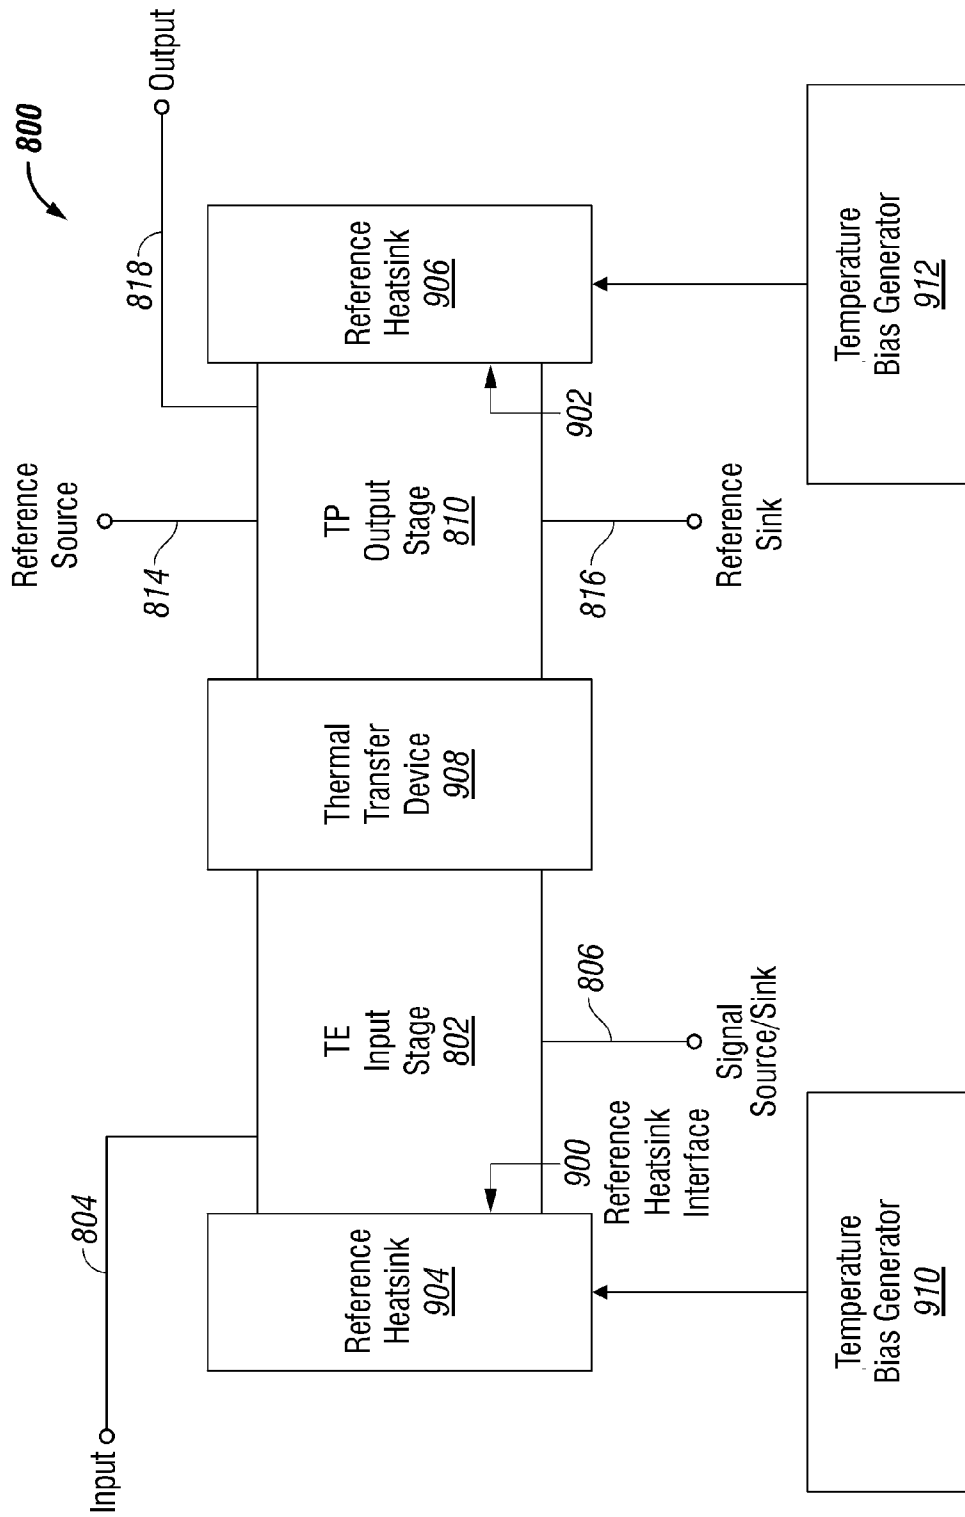 800
Input
804
Output
818
Reference
Source
814
Reference
Heatsink
904
TE
Input
Stage
802
Thermal
Transfer
Device
908
TP
Output
Stage
810
Reference
Heatsink
906
900
Reference
Heatsink
Interface
806
Signal
Source/Sink
816
Reference
Sink
902
Temperature
Bias Generator
910
Temperature
Bias Generator
912